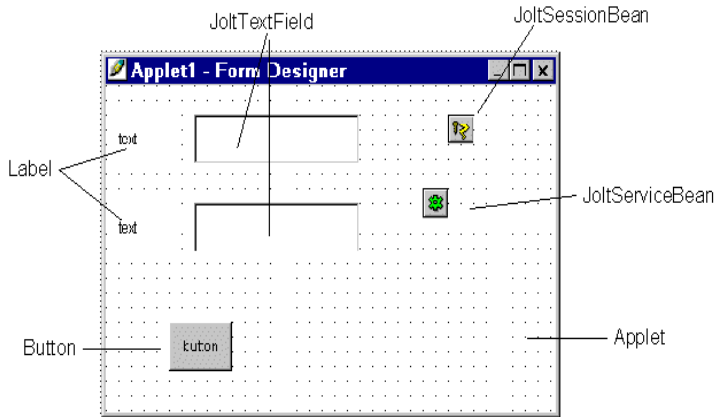 JoltTextField
JoltSessionBean
Applet1 - Form Designer
text
Label
JoltServiceBean
text
Applet
Button
button